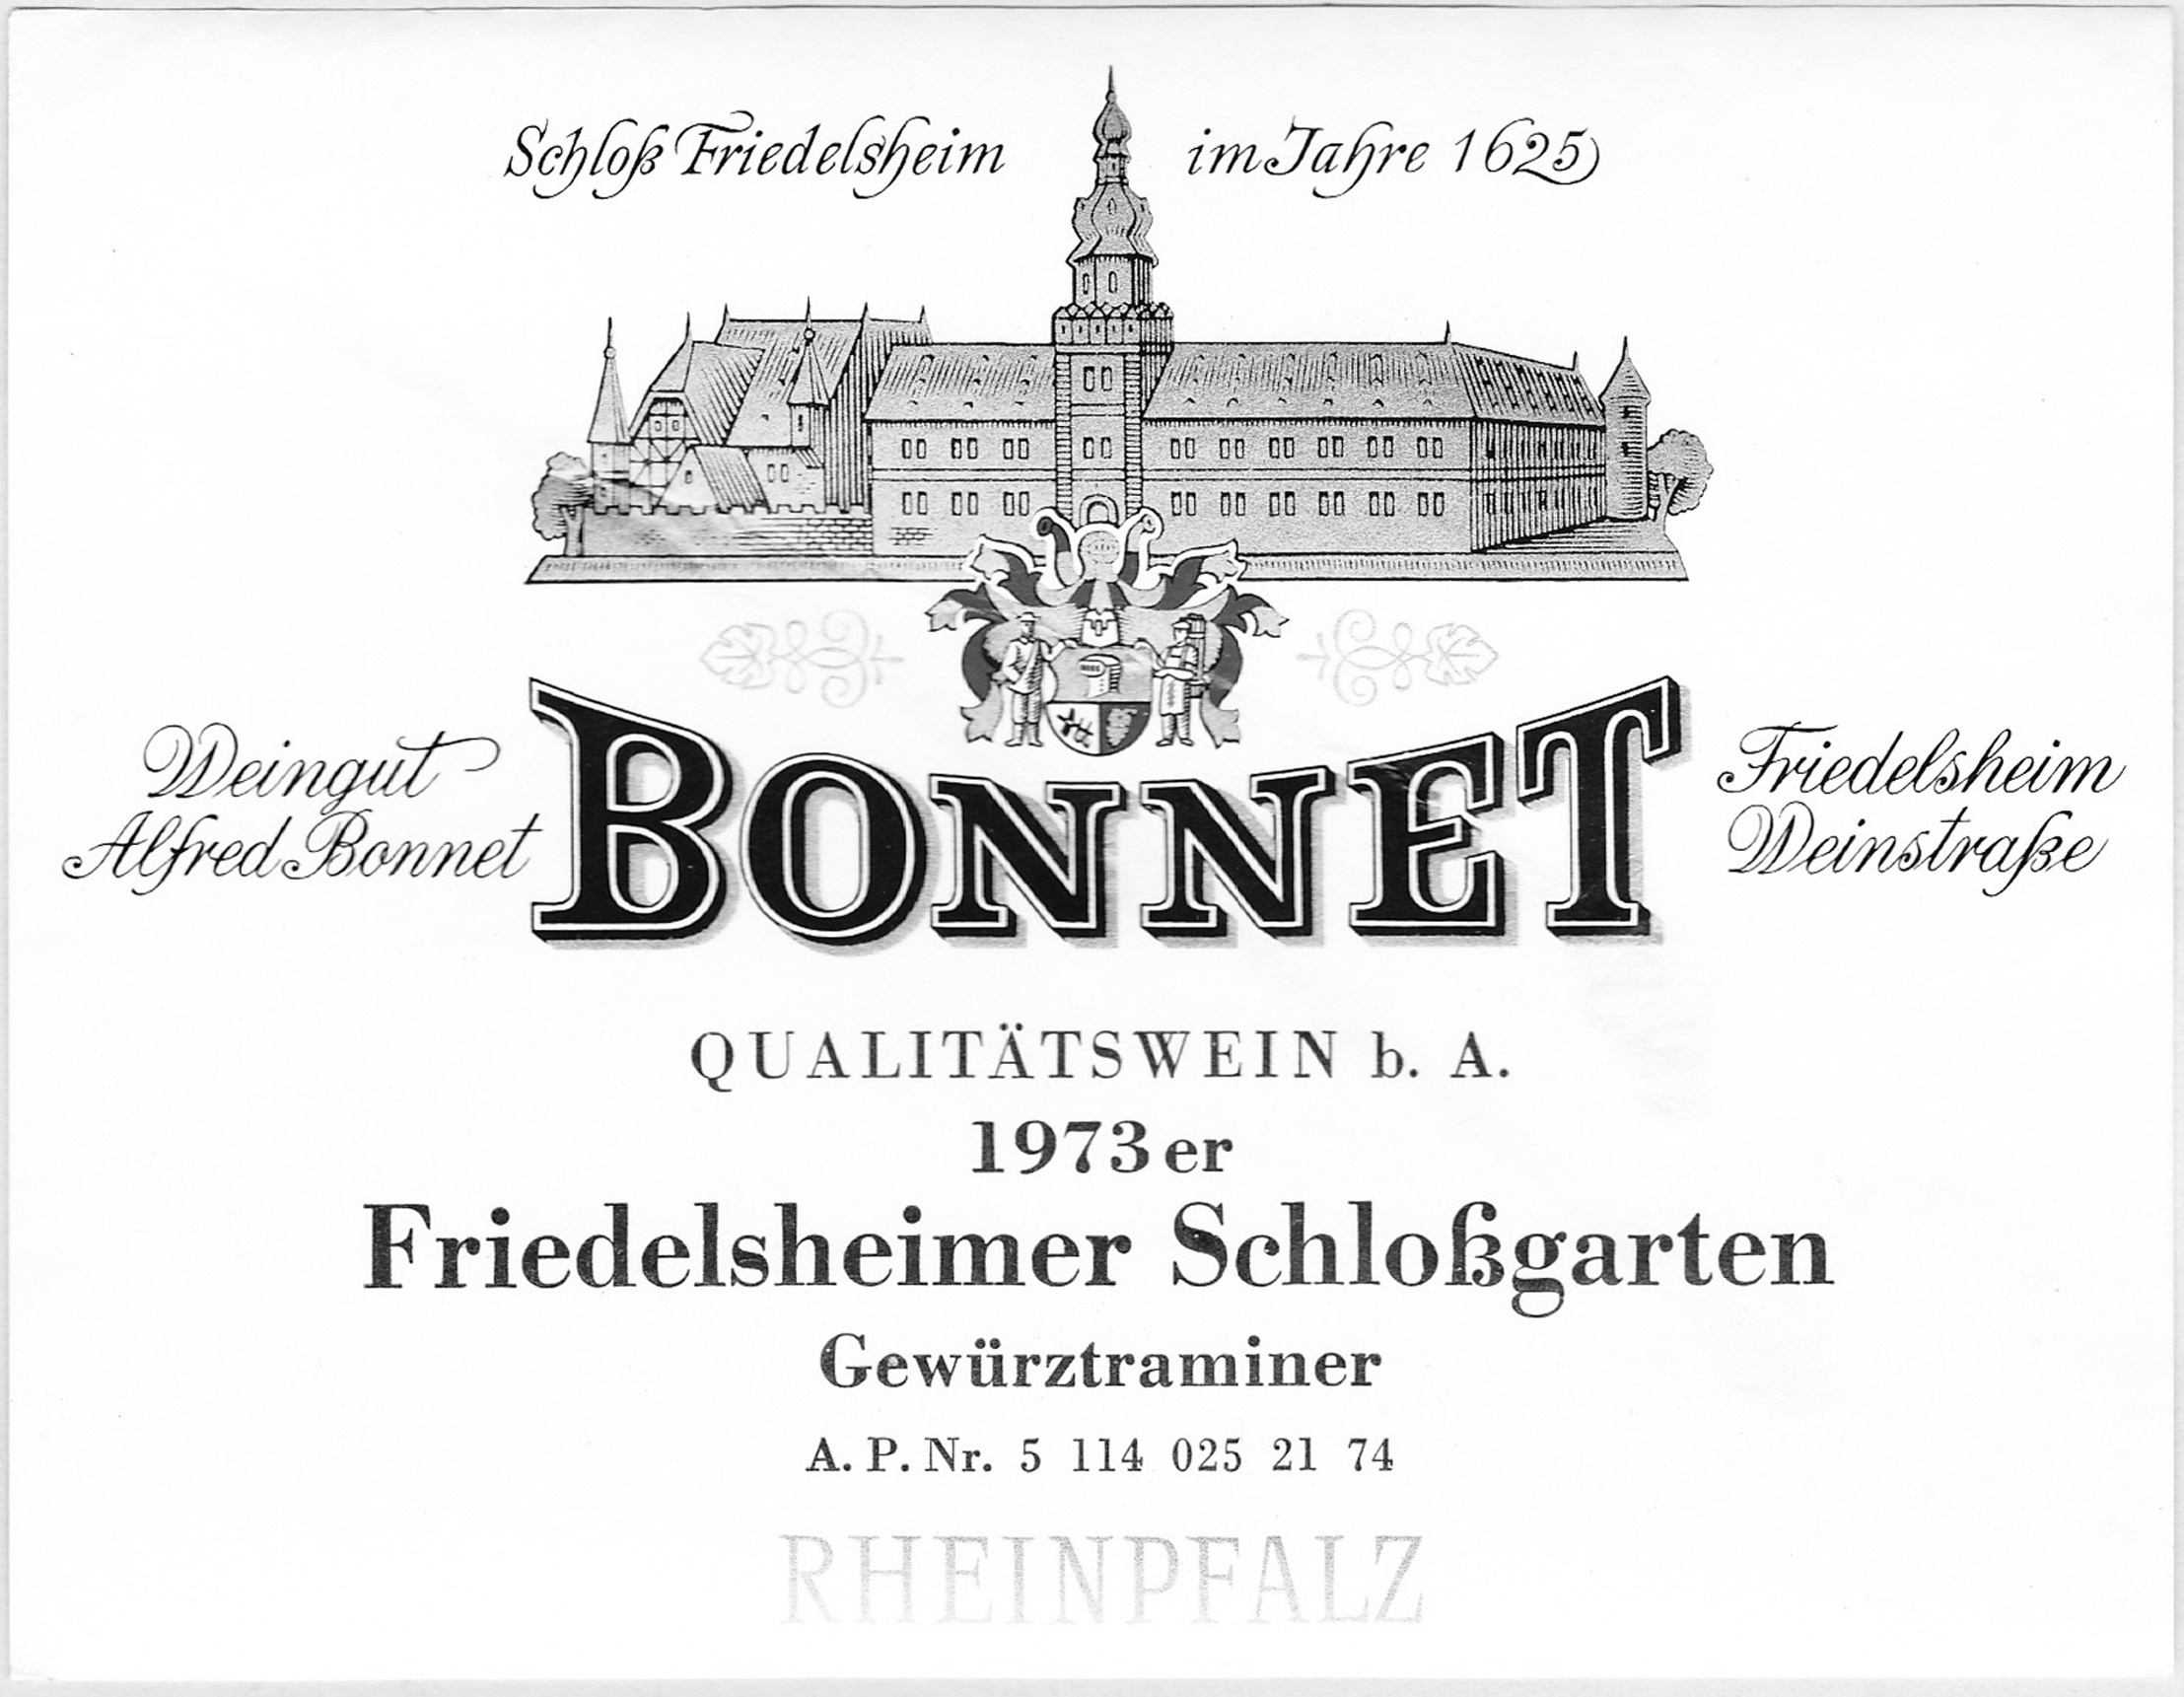 Schloß Friedelsheim im Jahre 1625
Weingut
Alfred Bonnet
BONNET
Friedelsheim
Weinstraße
QUALITÄTSWEIN b. A.
1973er
Friedelsheimer Schloßgarten
Gewürztraminer
A. P. Nr. 5 114 025 21 74
RHEINPFALZ